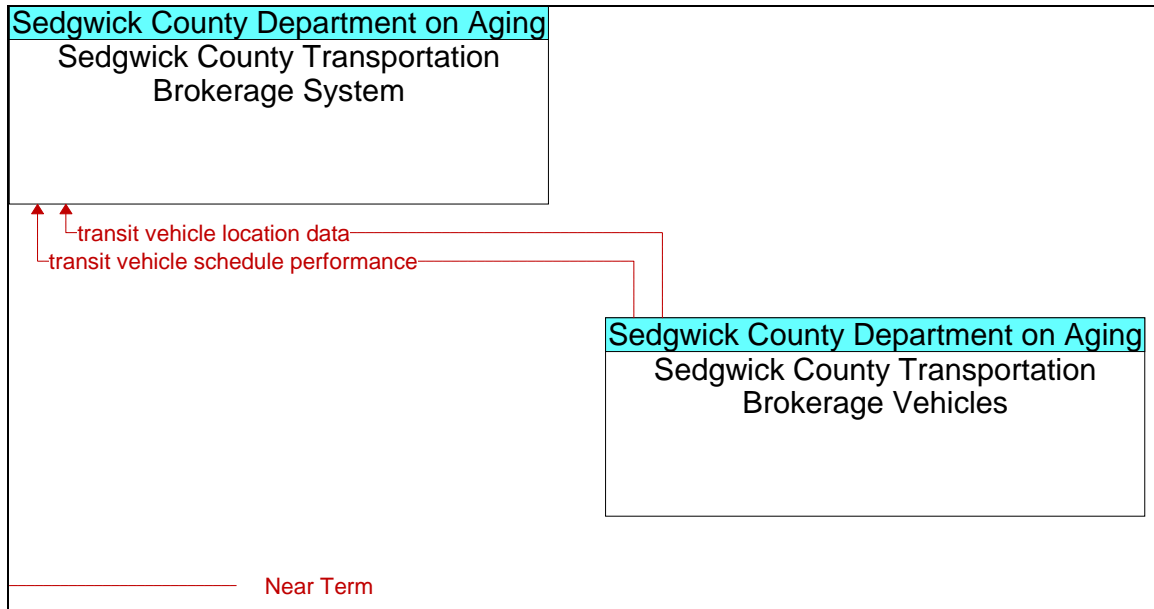 Sedgwick County Department on Aging
Sedgwick County Transportation
Brokerage System
transit vehicle location data
transit vehicle schedule performance
Sedgwick County Department on Aging
Sedgwick County Transportation
Brokerage Vehicles
Near Term